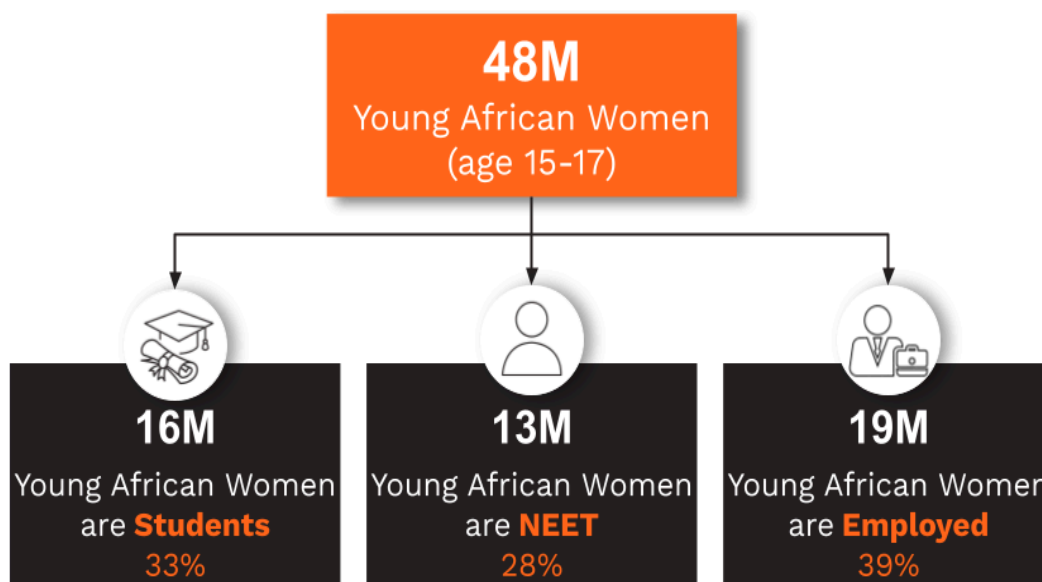 48M
Young African Women
(age 15-17)
16M
Young African Women
are Students
33%
13M
Young African Women
are NEET
28%
19M
Young African Women
are Employed
39%